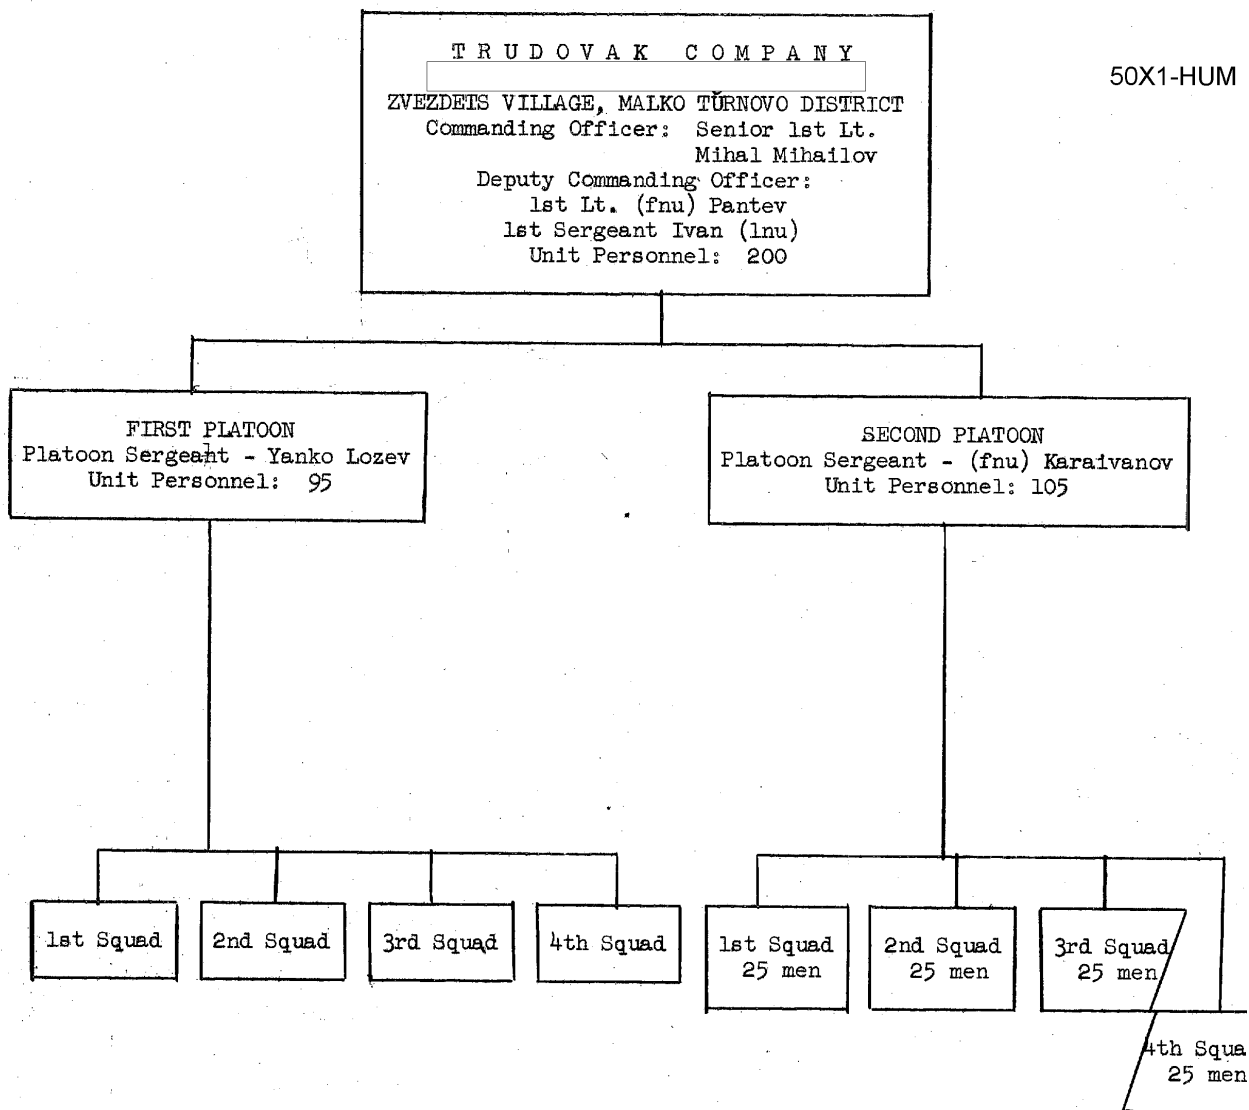 TRUDOVAK COMPANY
50X1-HUM
ZVEZDETS VILLAGE, MALKO TŬRNOVO DISTRICT
Commanding Officer: Senior 1st Lt.
Mihal Mihailov
Deputy Commanding Officer:
1st Lt. (fnu) Pantev
1st Sergeant Ivan (lnu)
Unit Personnel: 200
FIRST PLATOON
Platoon Sergeant - Yanko Lozev
Unit Personnel: 95
SECOND PLATOON
Platoon Sergeant - (fnu) Karaivanov
Unit Personnel: 105
1st Squad
2nd Squad
3rd Squad
4th Squad
1st Squad
25 men
2nd Squad
25 men
3rd Squad
25 men
4th Squa
25 men